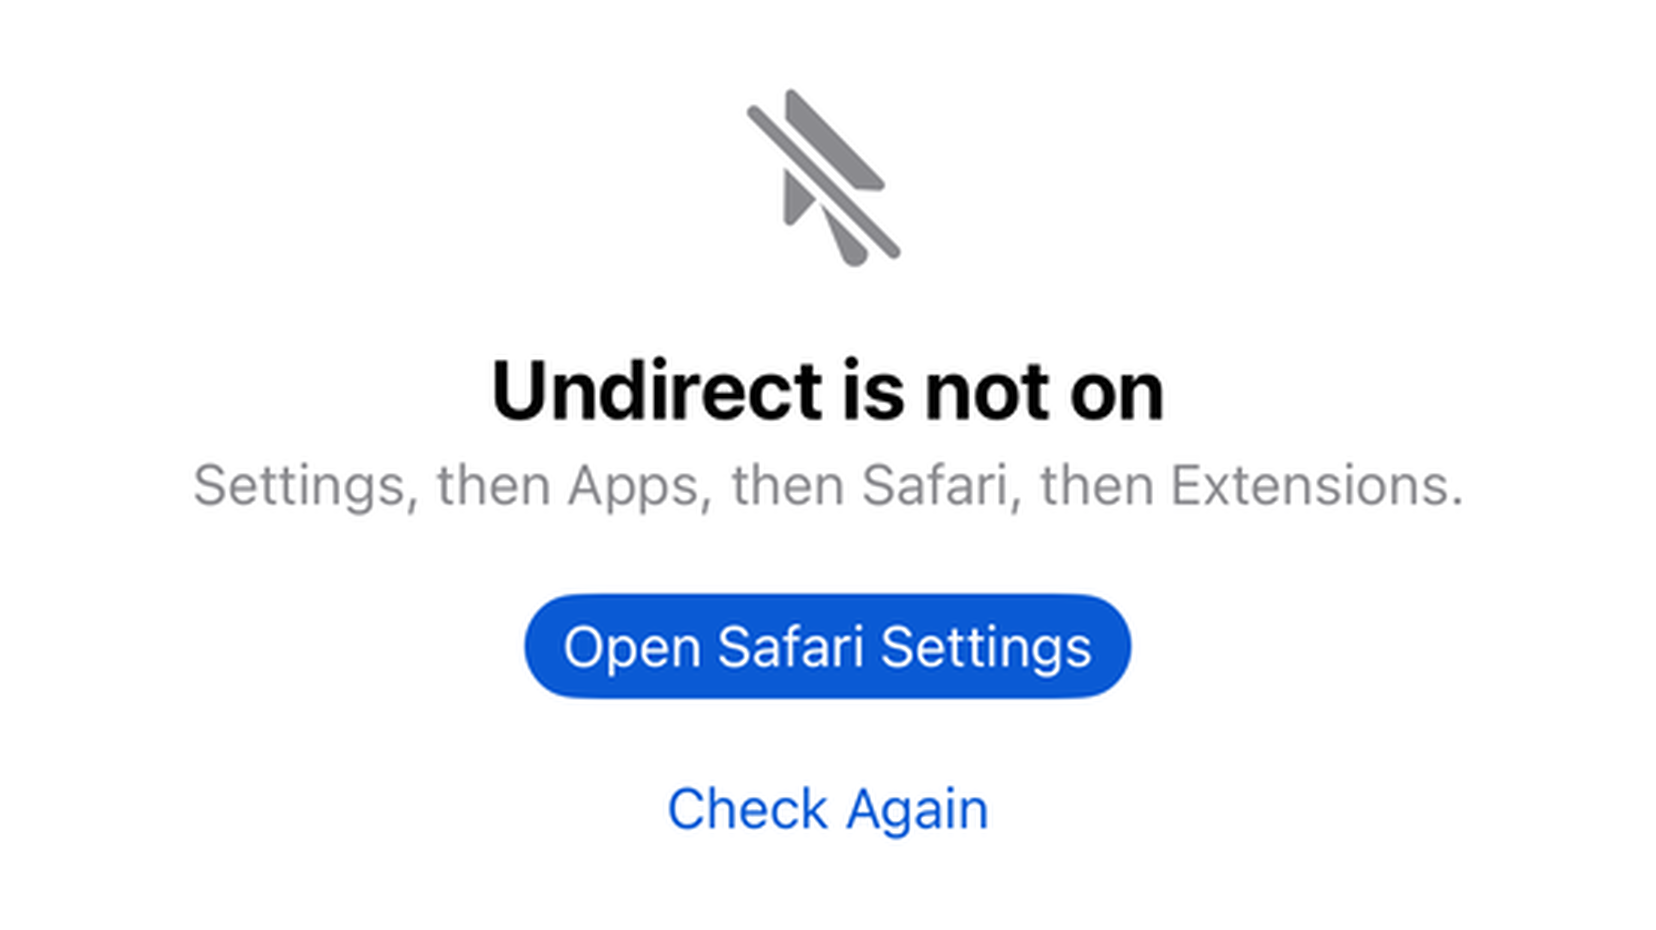 Undirect is not on
Settings, then Apps, then Safari, then Extensions.
Open Safari Settings
Check Again